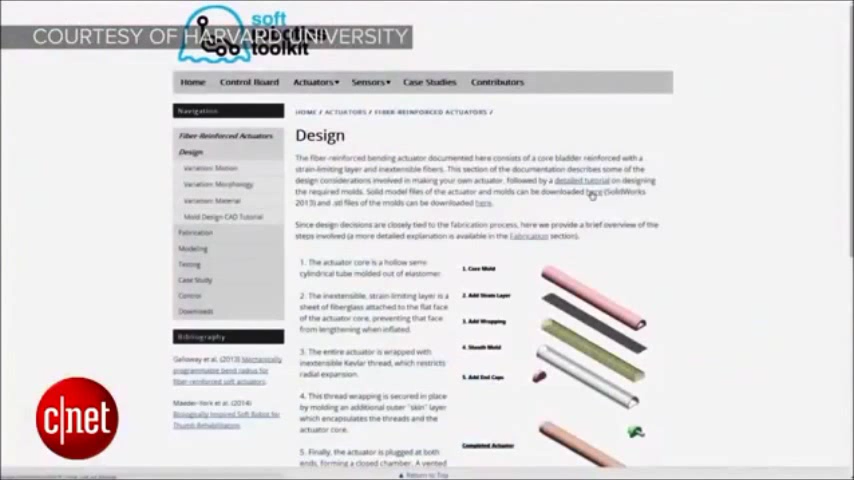 COURTESY OF HARVARD UNIVERSITY
soft
robotics
toolkit
Home Control Board Actuators▾ Sensors▾ Case Studies Contributors
Navigation
Fiber-Reinforced Actuators
Design
Variation: Motion
Variation: Morphology
Variation: Material
Mold Design CAD Tutorial
Fabrication
Modeling
Testing
Case Study
Control
Downloads
Bibliography
Galloway et al. (2013) Mechanically
programmable bend radius for
fiber-reinforced soft actuators.
Maeder-York et al. (2014)
Biologically Inspired Soft Robot for
Thumb Rehabilitation.
HOME / ACTUATORS / FIBER-REINFORCED ACTUATORS /
Design
The fiber-reinforced bending actuator documented here consists of a core bladder reinforced with a
strain-limiting layer and inextensible fibers. This section of the documentation describes some of the
design considerations involved in making your own actuator, followed by a detailed tutorial on designing
the required molds. Solid model files of the actuator and molds can be downloaded here (SolidWorks
2013) and .stl files of the molds can be downloaded here.
Since design decisions are closely tied to the fabrication process, here we provide a brief overview of the
steps involved (a more detailed explanation is available in the Fabrication section).
1. The actuator core is a hollow semi
cylindrical tube molded out of elastomer.
2. The inextensible, strain-limiting layer is a
sheet of fiberglass attached to the flat face
of the actuator core, preventing that face
from lengthening when inflated.
3. The entire actuator is wrapped with
inextensible Kevlar thread, which restricts
radial expansion.
4. This thread wrapping is secured in place
by molding an additional outer "skin" layer
which encapsulates the threads and the
actuator core.
5. Finally, the actuator is plugged at both
ends, forming a closed chamber. A vented
1. Core Mold
2. Add Strain Layer
3. Add Wrapping
4. Sheath Mold
5. Add End Caps
Completed Actuator
▲ Return to Top
c|net